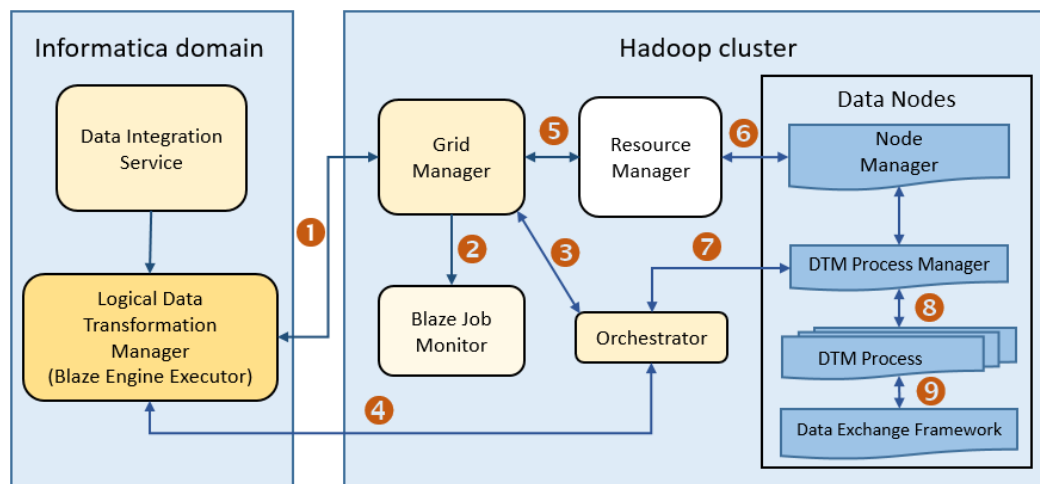 Informatica domain
Hadoop cluster
Data Integration
Service
Grid
Manager
5
Resource
Manager
6
Data Nodes
Node
Manager
1
2
3
7
DTM Process Manager
Logical Data
Transformation
Manager
(Blaze Engine Executor)
Blaze Job
Monitor
Orchestrator
8
DTM Process
4
9
Data Exchange Framework